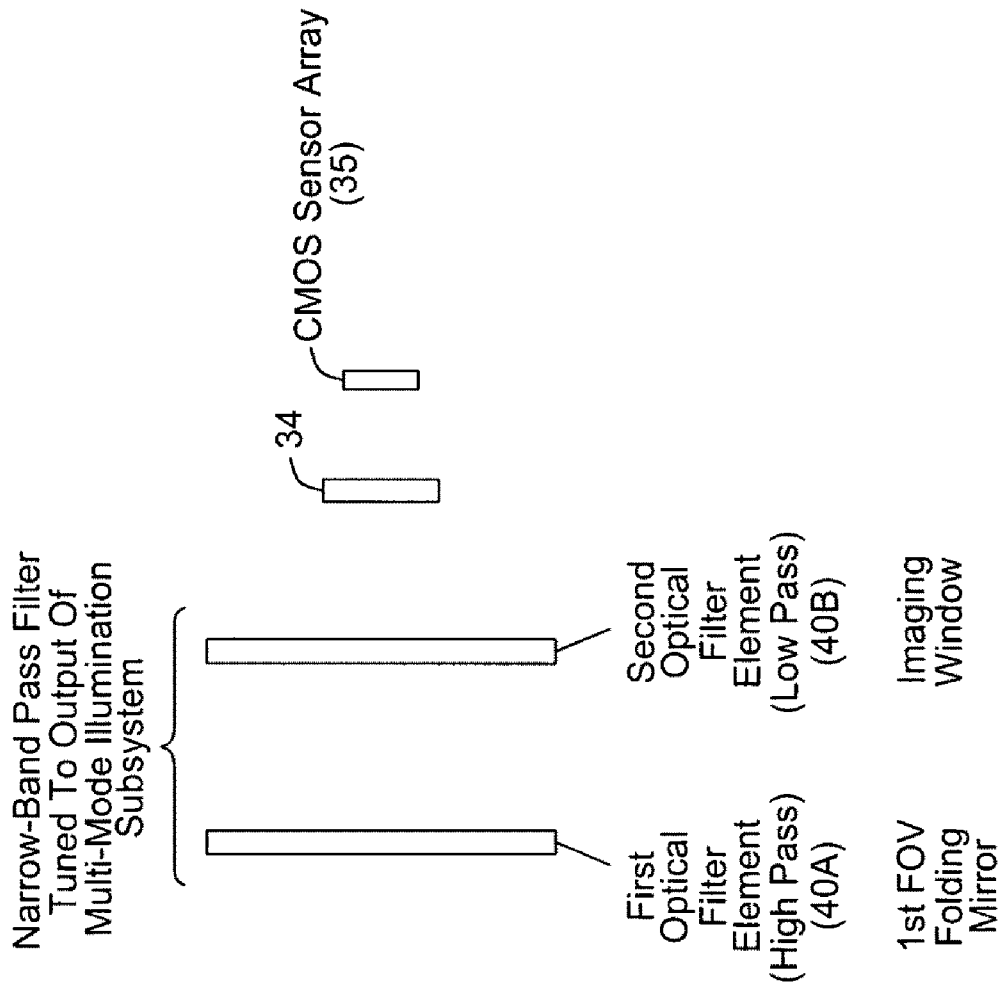 Narrow-Band Pass Filter
Tuned To Output Of
Multi-Mode Illumination
Subsystem
34
CMOS Sensor Array
(35)
First
Optical
Filter
Element
(High Pass)
(40A)
1st FOV
Folding
Mirror
Second
Optical
Filter
Element
(Low Pass)
(40B)
Imaging
Window